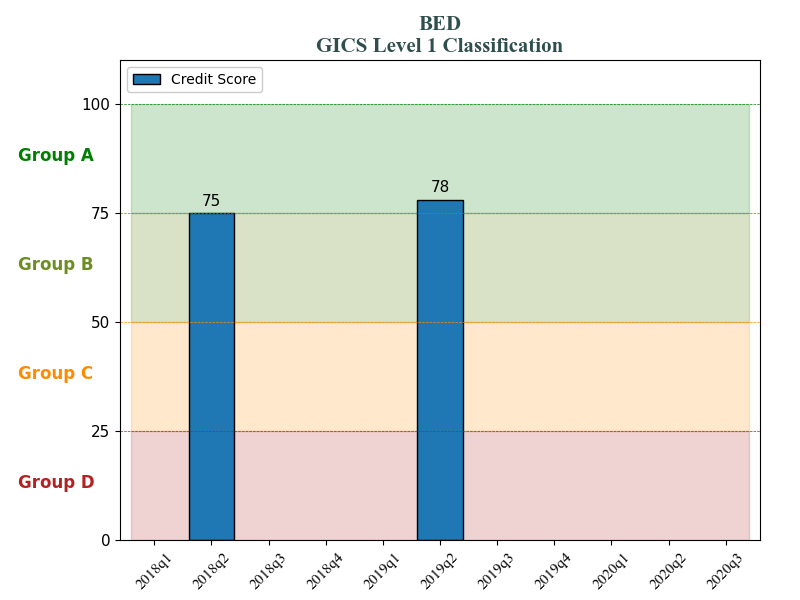 BED
GICS Level 1 Classification
Credit Score
100
Group A
78
75
75
Group B
50
Group C
25
Group D
0
2018q1 2018q2 2018q3 2018q4 2019q1 2019q2 2019q3 2019q4 2020q1 2020q2 2020q3